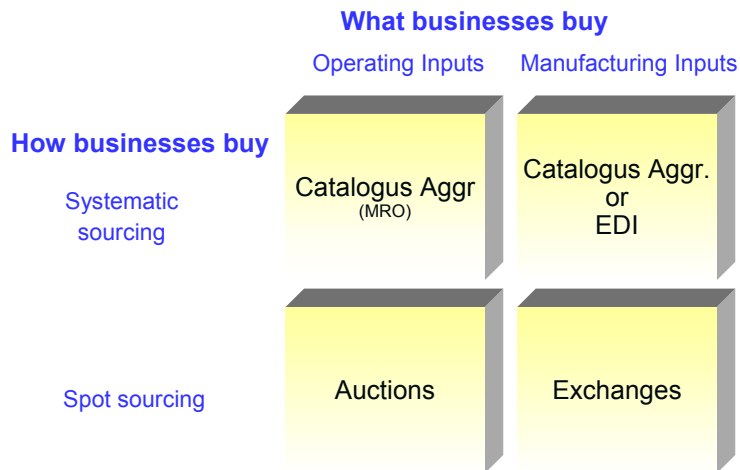 What businesses buy
Operating Inputs
Manufacturing Inputs
How businesses buy
Systematic
sourcing
Catalogus Aggr
(MRO)
Catalogus Aggr.
or
EDI
Spot sourcing
Auctions
Exchanges